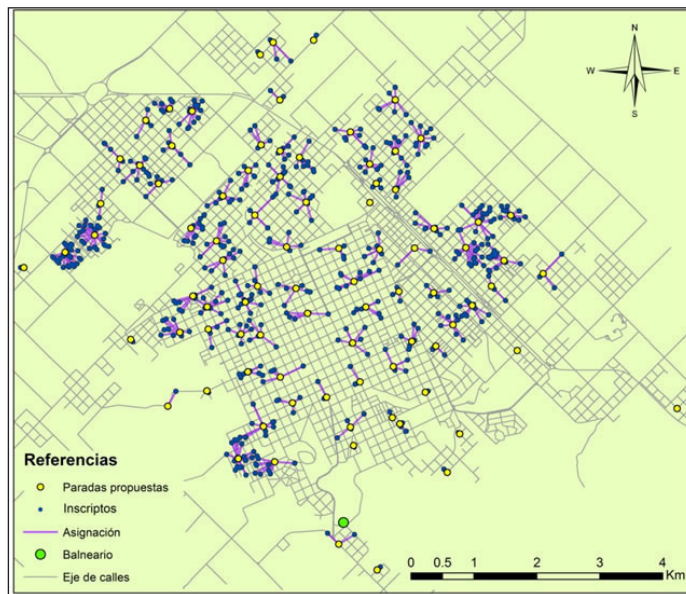 N
W E
S
Referencias
Paradas propuestas
Inscriptos
Asignación
Balneario
Eje de calles
0 0.5 1 2 3 4
Km